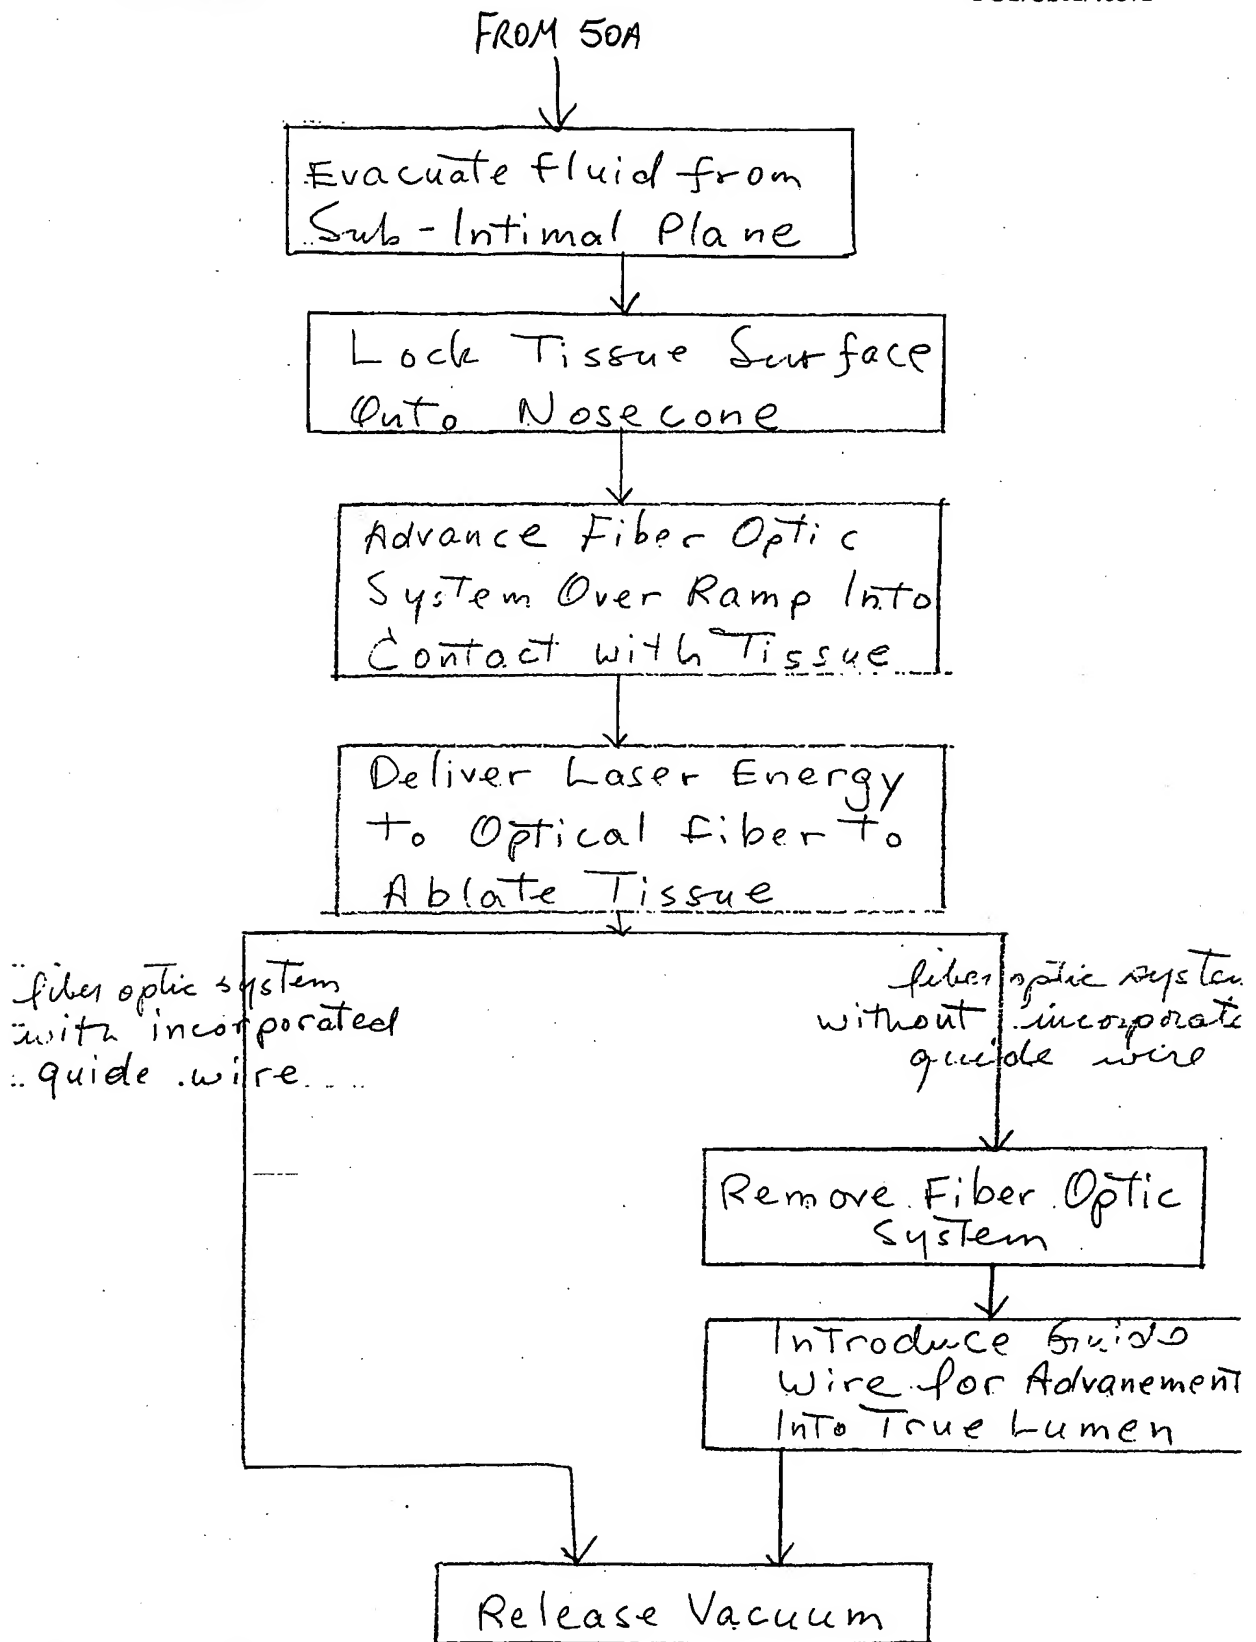 FROM 50A
Evacuate Fluid from
Sub-Intimal Plane
Lock Tissue Surface
Onto Nosecone
Advance Fiber Optic
System Over Ramp Into
Contact with Tissue
Deliver Laser Energy
To Optical Fiber To
Ablate Tissue
fiber optic system
with incorporated
guide wire
fiber optic system
without incorporate
guide wire
Remove Fiber Optic
System
Introduce Guide
Wire for Advanement
Into True Lumen
Release Vacuum